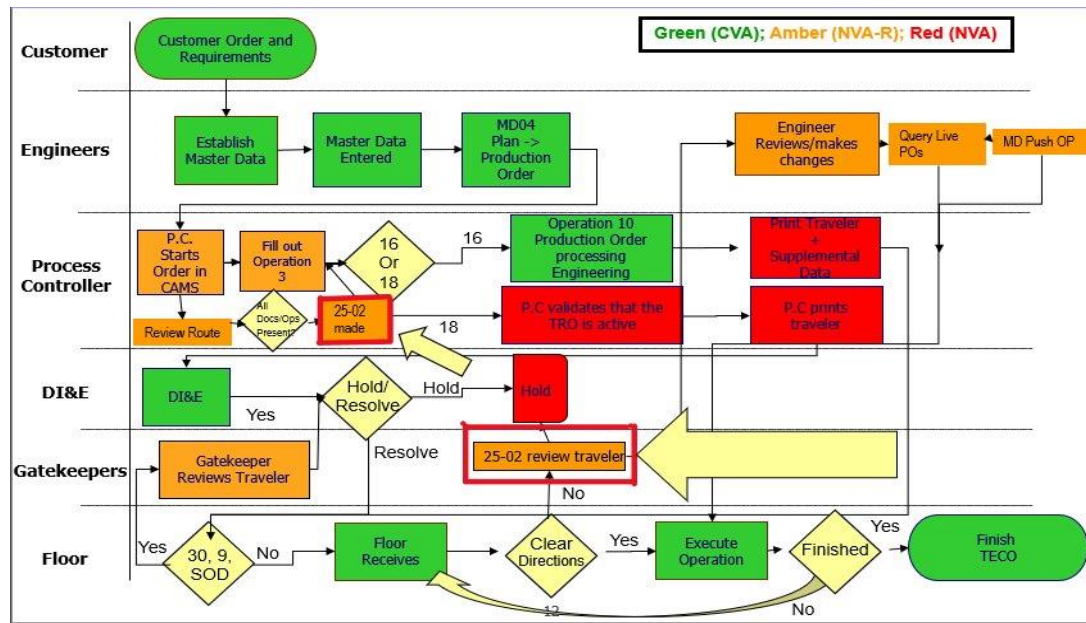 Green (CVA); Amber (NVA-R); Red (NVA)
Customer
Customer Order and
Requirements
Engineers
Establish
Master Data
Master Data
Entered
MD04
Plan ->
Production
Order
Engineer
Reviews/makes
changes
Query Live
POs
MD Push OP
Process
Controller
P.C.
Starts
Order in
CAMS
Fill out
Operation
3
16
Or
18
16
Operation 10
Production Order
processing
Engineering
Print Traveler
+
Supplemental
Data
Review Route
All
Docs/Ops
Present?
25-02
made
18
P.C validates that the
TRO is active
P.C prints
traveler
DI&E
DI&E
Yes
Hold/
Resolve
Hold
Hold
Resolve
Gatekeepers
Gatekeeper
Reviews Traveler
25-02 review traveler
No
Floor
Yes
30, 9,
SOD
No
Floor
Receives
Clear
Directions
Yes
Execute
Operation
Finished
Yes
No
Finish
TECO
12